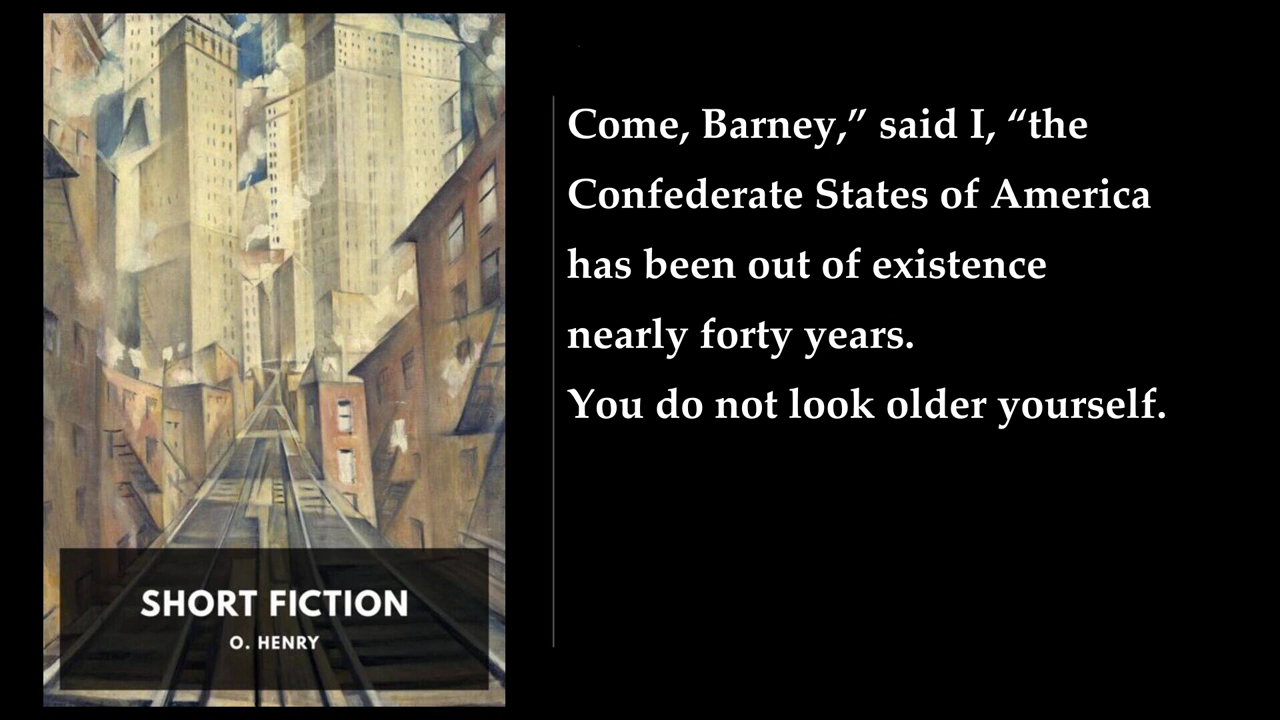 Come, Barney,” said I, “the
Confederate States of America
has been out of existence
nearly forty years.
You do not look older yourself.
SHORT FICTION
O. HENRY